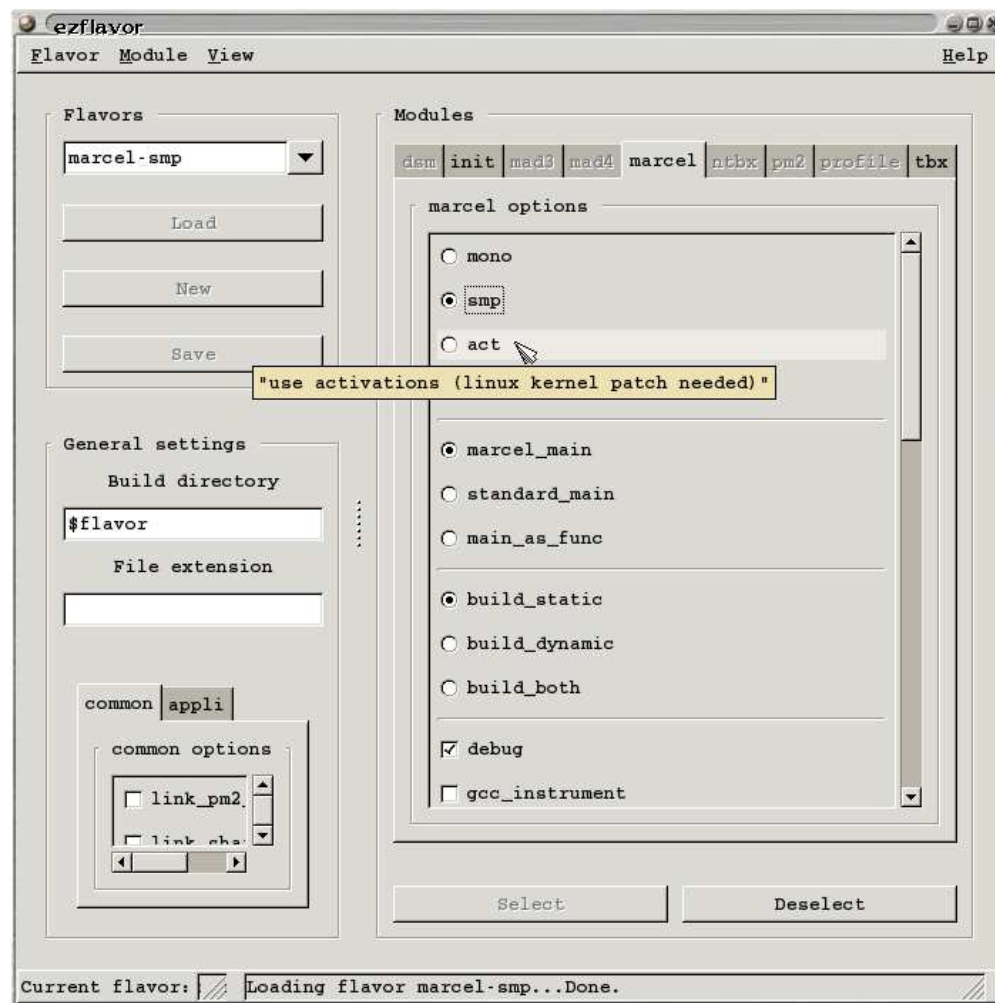 ezflavor
Flavor Module View Help
Flavors
marcel-smp
Load
New
Save
General settings
Build directory
$flavor
File extension
common appli
common options
link_pm2_
Modules
dsm init mad3 mad4 marcel ntbx pm2 profile tbx
marcel options
mono
smp
act
"use activations (linux kernel patch needed)"
marcel_main
standard_main
main_as_func
build_static
build_dynamic
build_both
debug
gcc_instrument
Select Deselect
Current flavor: Loading flavor marcel-smp...Done.